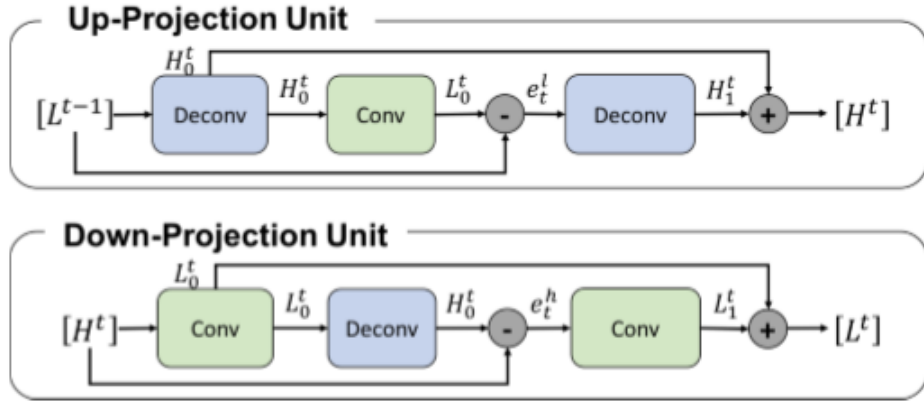 Up-Projection Unit
H_0^t
[L^{t-1}] Deconv H_0^t Conv L_0^t - e_t^l Deconv H_1^t + [H^t]
Down-Projection Unit
L_0^t
[H^t] Conv L_0^t Deconv H_0^t - e_t^h Conv L_1^t + [L^t]